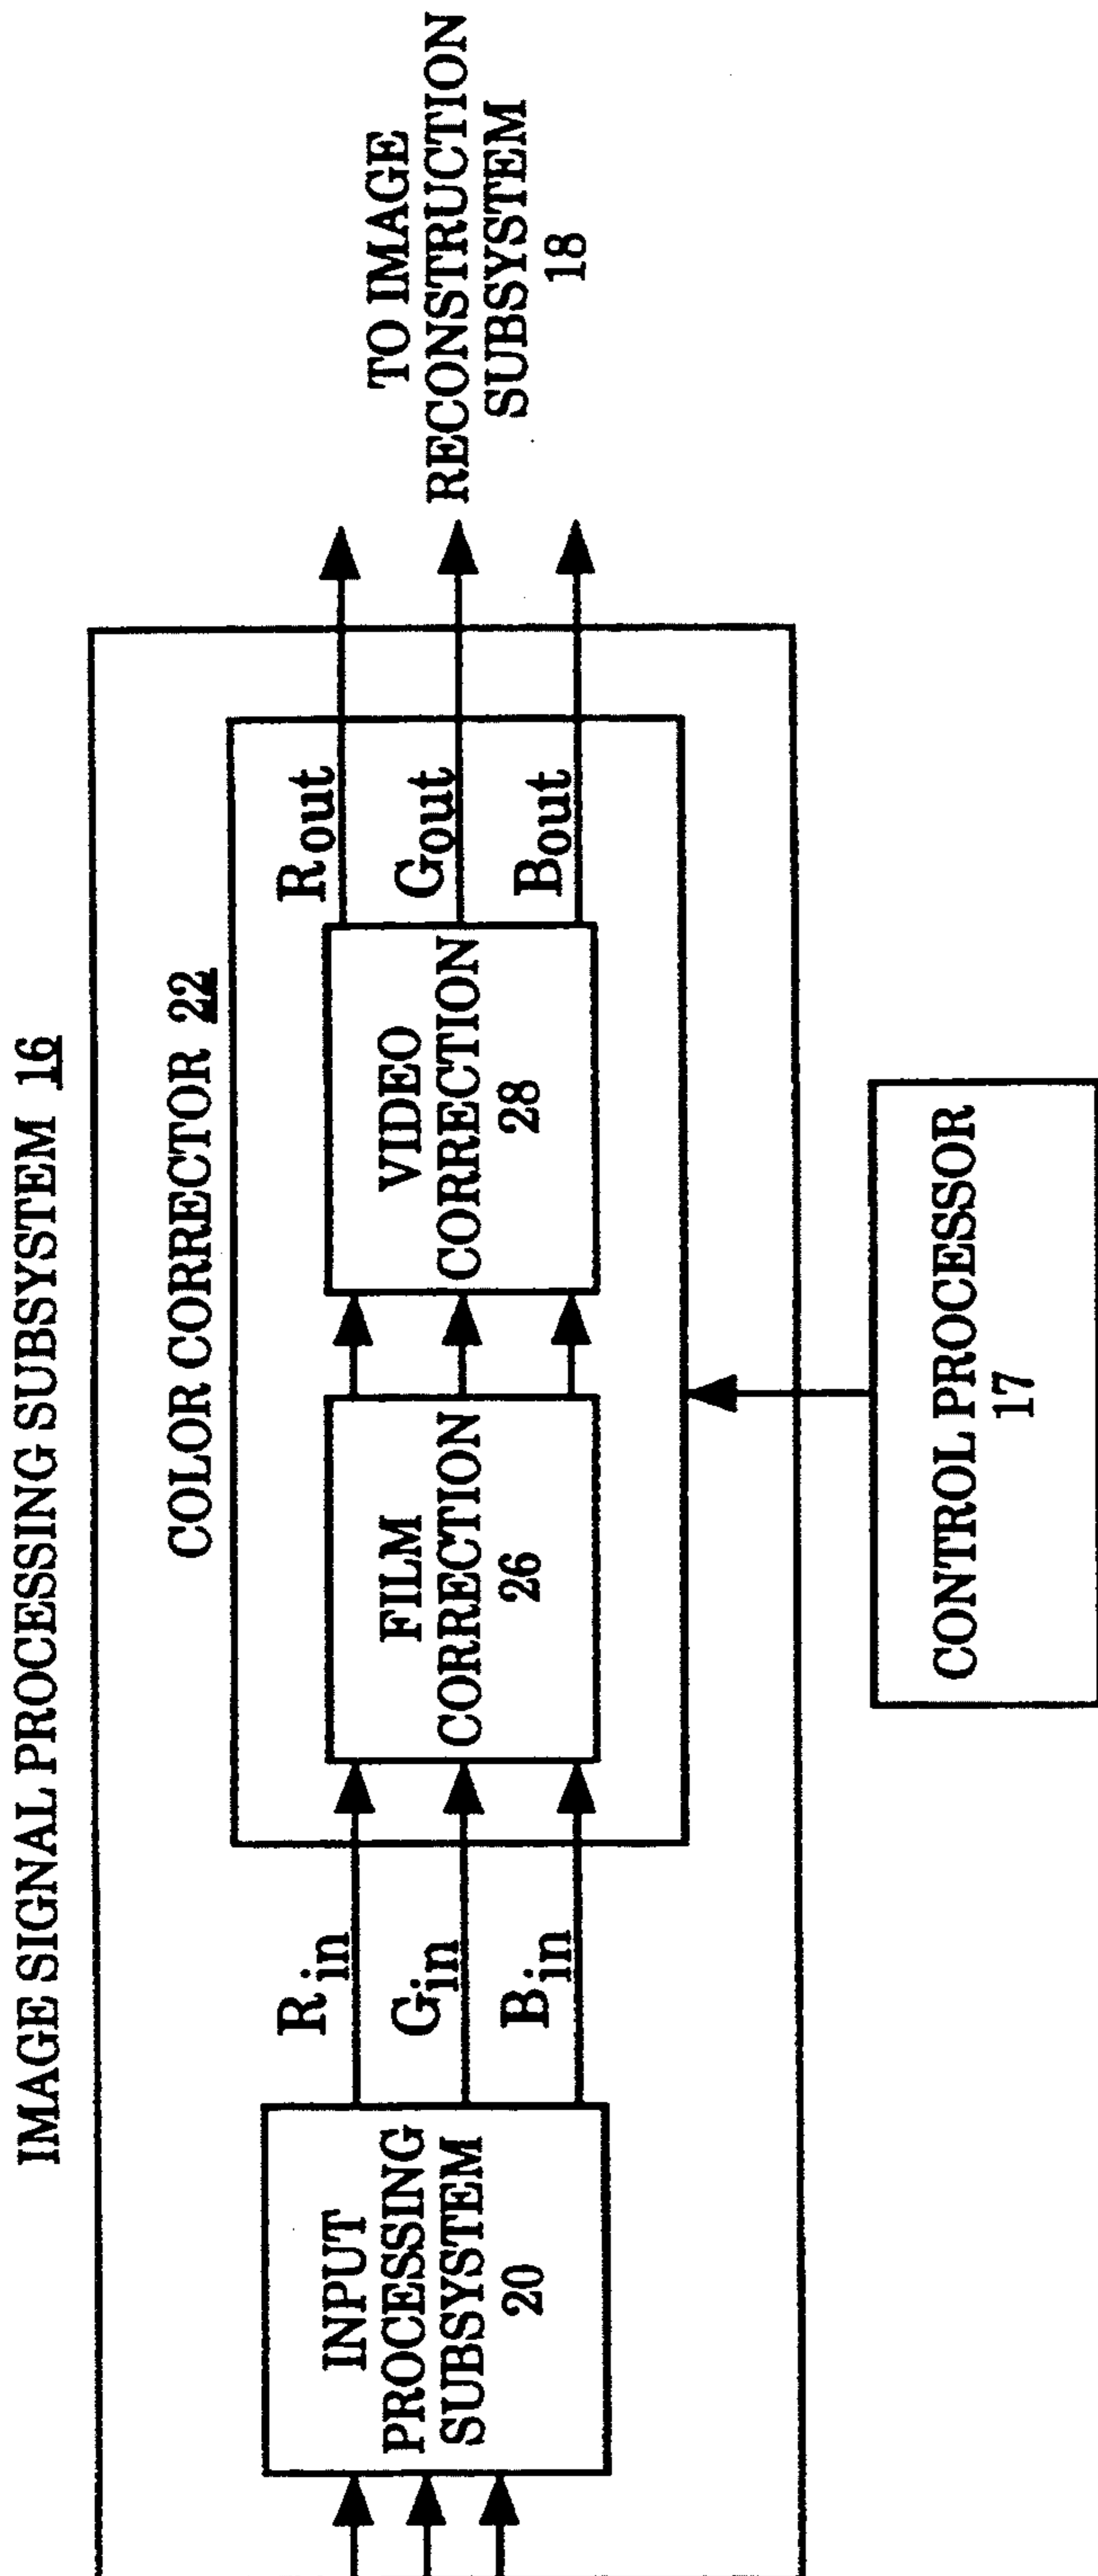 IMAGE SIGNAL PROCESSING SUBSYSTEM 16
COLOR CORRECTOR 22
INPUT
PROCESSING
SUBSYSTEM
20
Rin
Gin
Bin
FILM
CORRECTION
26
VIDEO
CORRECTION
28
Rout
Gout
Bout
TO IMAGE
RECONSTRUCTION
SUBSYSTEM
18
CONTROL PROCESSOR
17